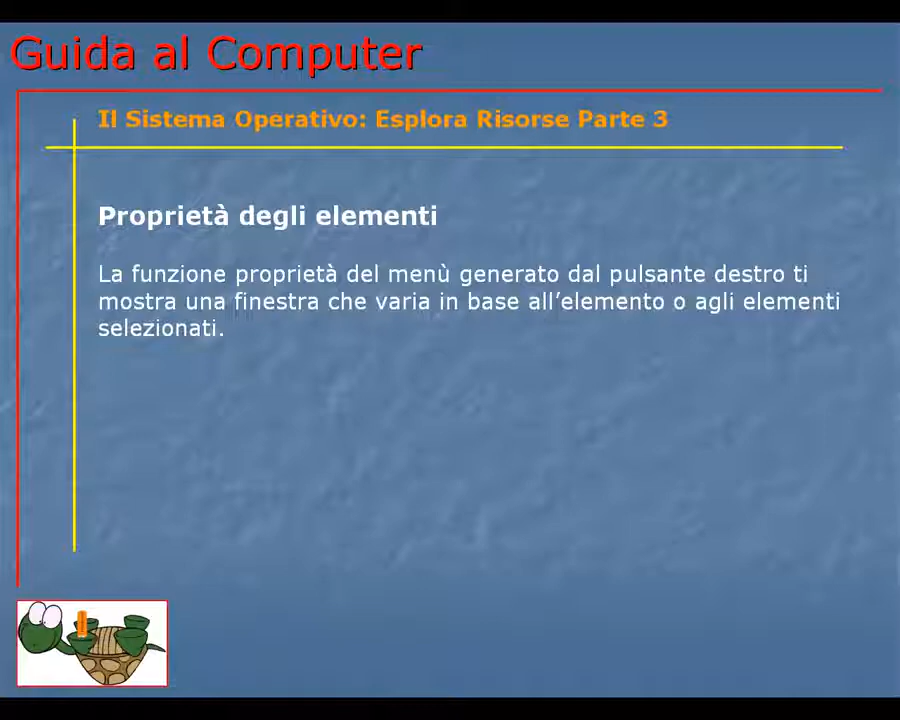 Guida al Computer
Il Sistema Operativo: Esplora Risorse Parte 3
Proprietà degli elementi
La funzione proprietà del menù generato dal pulsante destro ti
mostra una finestra che varia in base all'elemento o agli elementi
selezionati.